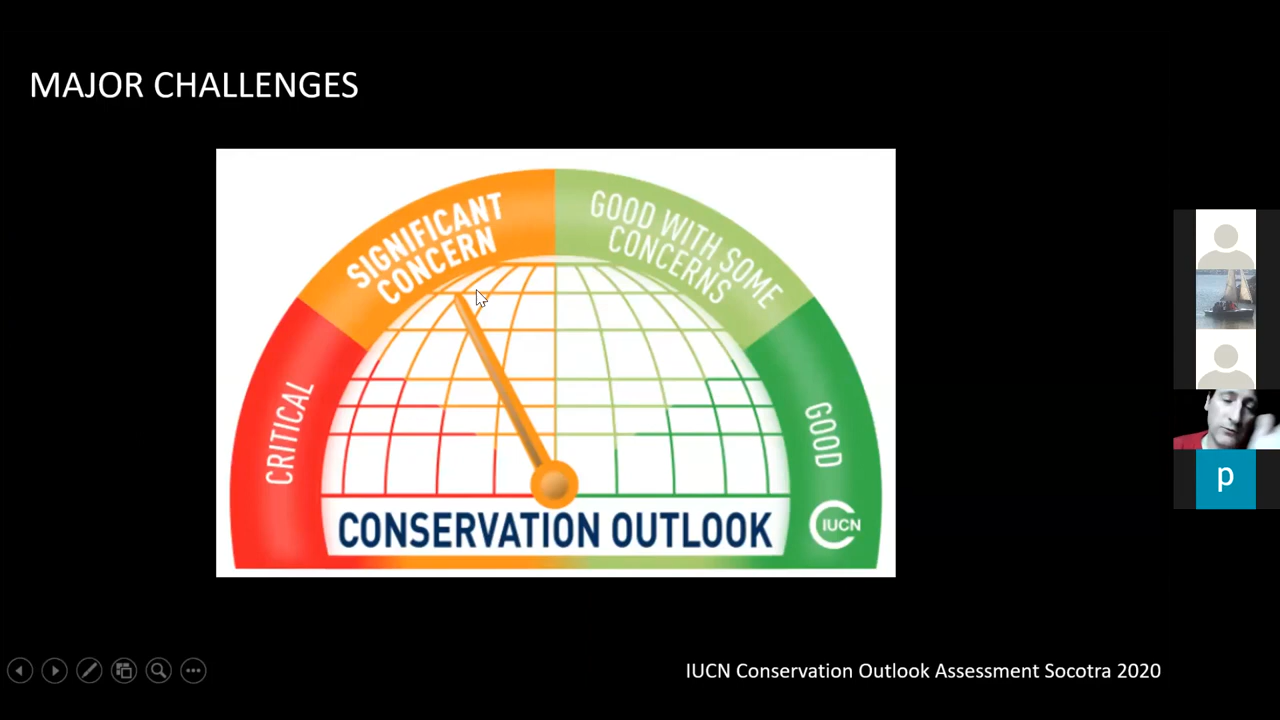 MAJOR CHALLENGES
SIGNIFICANT
CONCERN
GOOD WITH SOME
CONCERNS
CRITICAL
GOOD
CONSERVATION OUTLOOK
IUCN
p
IUCN Conservation Outlook Assessment Socotra 2020